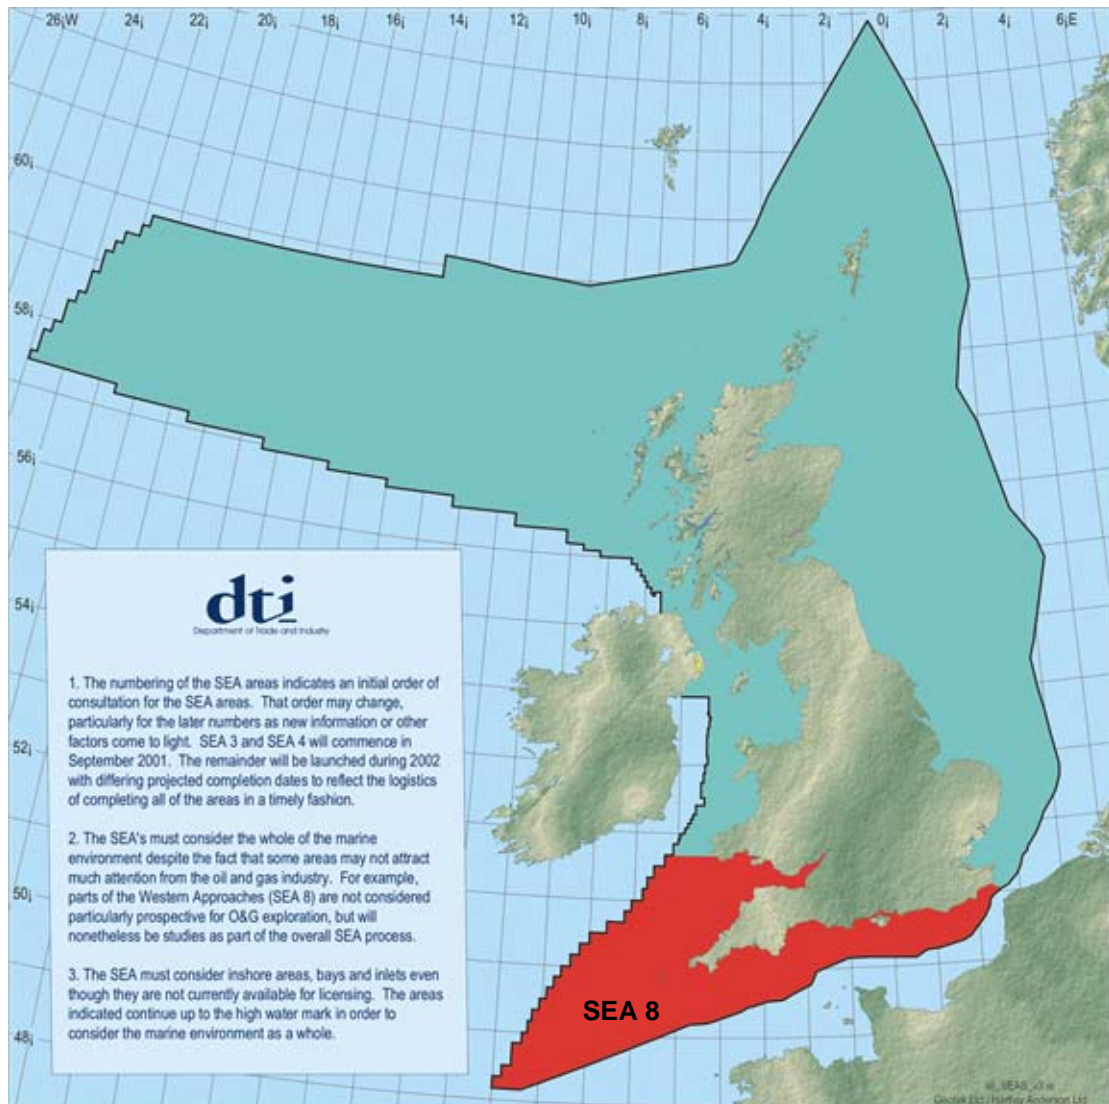 26¡W 24¡ 22¡ 20¡ 18¡ 16¡ 14¡ 12¡ 10¡ 8¡ 6¡ 4¡ 2¡ 0¡ 2¡ 4¡ 6¡E
60¡
58¡
56¡
54¡
52¡
50¡
48¡
dti
Department of Trade and Industry
1. The numbering of the SEA areas indicates an initial order of
consultation for the SEA areas. That order may change,
particularly for the later numbers as new information or other
factors come to light. SEA 3 and SEA 4 will commence in
September 2001. The remainder will be launched during 2002
with differing projected completion dates to reflect the logistics
of completing all of the areas in a timely fashion.
2. The SEA's must consider the whole of the marine
environment despite the fact that some areas may not attract
much attention from the oil and gas industry. For example,
parts of the Western Approaches (SEA 8) are not considered
particularly prospective for O&G exploration, but will
nonetheless be studies as part of the overall SEA process.
3. The SEA must consider inshore areas, bays and inlets even
though they are not currently available for licensing. The areas
indicated continue up to the high water mark in order to
consider the marine environment as a whole.
SEA 8
Geotek Ltd / Hartley Anderson Ltd